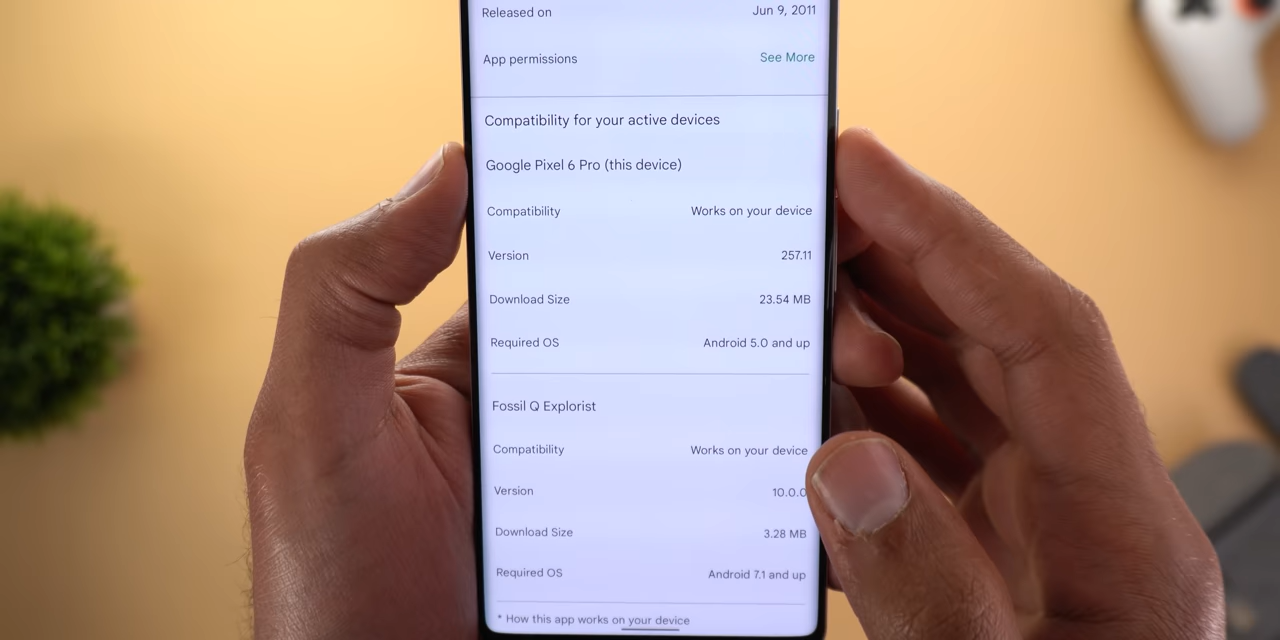 Released on Jun 9, 2011
App permissions See More
Compatibility for your active devices
Google Pixel 6 Pro (this device)
Compatibility Works on your device
Version 257.11
Download Size 23.54 MB
Required OS Android 5.0 and up
Fossil Q Explorist
Compatibility Works on your device
Version 10.0.0
Download Size 3.28 MB
Required OS Android 7.1 and up
* How this app works on your device